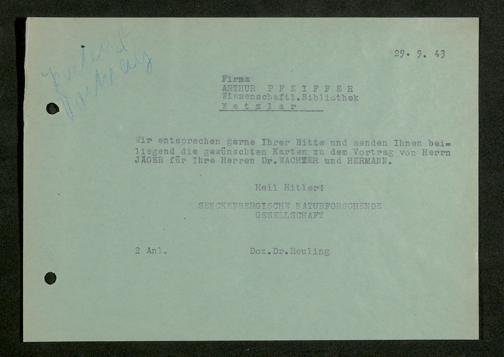 29. 9. 43
Firma
ARTHUR PFEIFFER
Wissenschaftl.Bibliothek
Wetzlar
Wir entsprechen gerne Ihrer Bitte und senden Ihnen bei=
liegend die gewünschten Karten zu dem Vortrag von Herrn
JÄGER für Ihre Herren Dr.WACHTER und HERMANN.
Heil Hitler!
SENCKENBERGISCHE NATURFORSCHENDE
GESELLSCHAFT
2 Anl.
Doz.Dr.Reuling